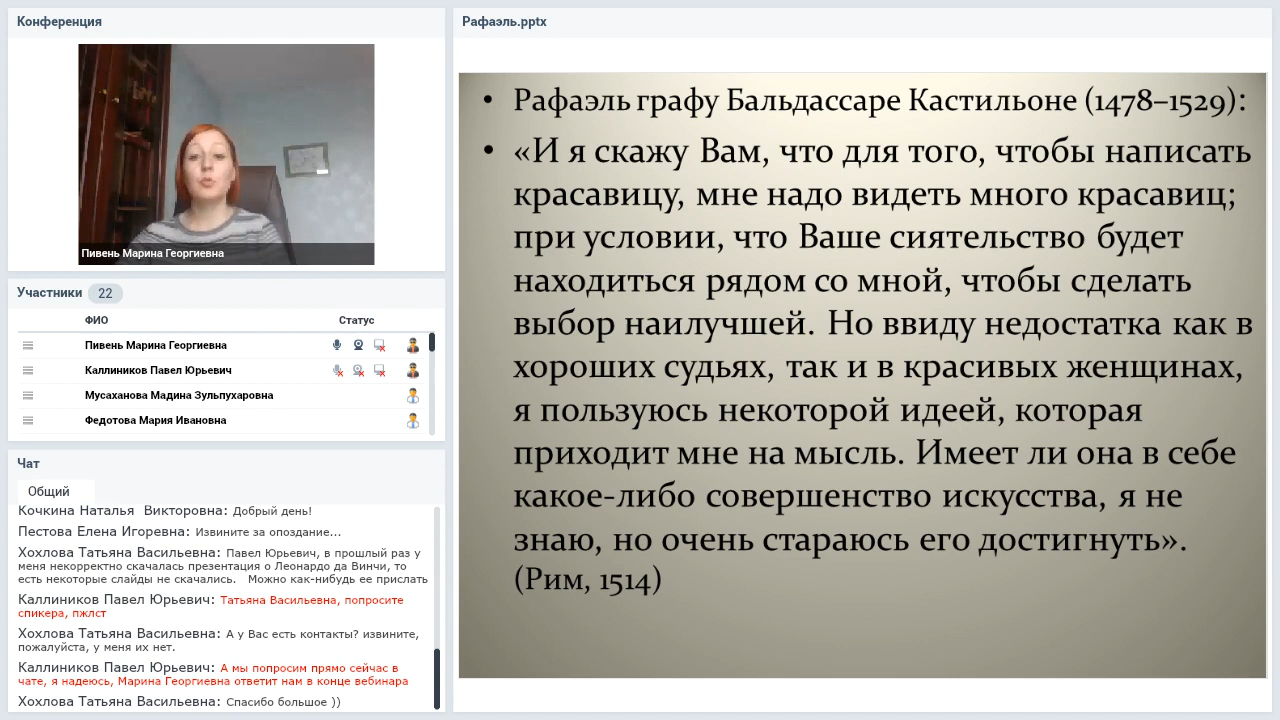 Конференция
Пивень Марина Георгиевна
Участники 22
ФИО Статус
Пивень Марина Георгиевна
Каллиников Павел Юрьевич
Мусаханова Мадина Зульпухаровна
Федотова Мария Ивановна
Чат
Общий
Кочкина Наталья Викторовна: Добрый день!
Пестова Елена Игоревна: Извините за опоздание...
Хохлова Татьяна Васильевна: Павел Юрьевич, в прошлый раз у
меня некорректно скачалась презентация о Леонардо да Винчи, то
есть некоторые слайды не скачались. Можно как-нибудь ее прислать
Каллиников Павел Юрьевич: Татьяна Васильевна, попросите
спикера, пжлст
Хохлова Татьяна Васильевна: А у Вас есть контакты? извините,
пожалуйста, у меня их нет.
Каллиников Павел Юрьевич: А мы попросим прямо сейчас в
чате, я надеюсь, Марина Георгиевна ответит нам в конце вебинара
Хохлова Татьяна Васильевна: Спасибо большое ))
Рафаэль.pptx
• Рафаэль графу Бальдассаре Кастильоне (1478–1529):
• «И я скажу Вам, что для того, чтобы написать
красавицу, мне надо видеть много красавиц;
при условии, что Ваше сиятельство будет
находиться рядом со мной, чтобы сделать
выбор наилучшей. Но ввиду недостатка как в
хороших судьях, так и в красивых женщинах,
я пользуюсь некоторой идеей, которая
приходит мне на мысль. Имеет ли она в себе
какое-либо совершенство искусства, я не
знаю, но очень стараюсь его достигнуть».
(Рим, 1514)